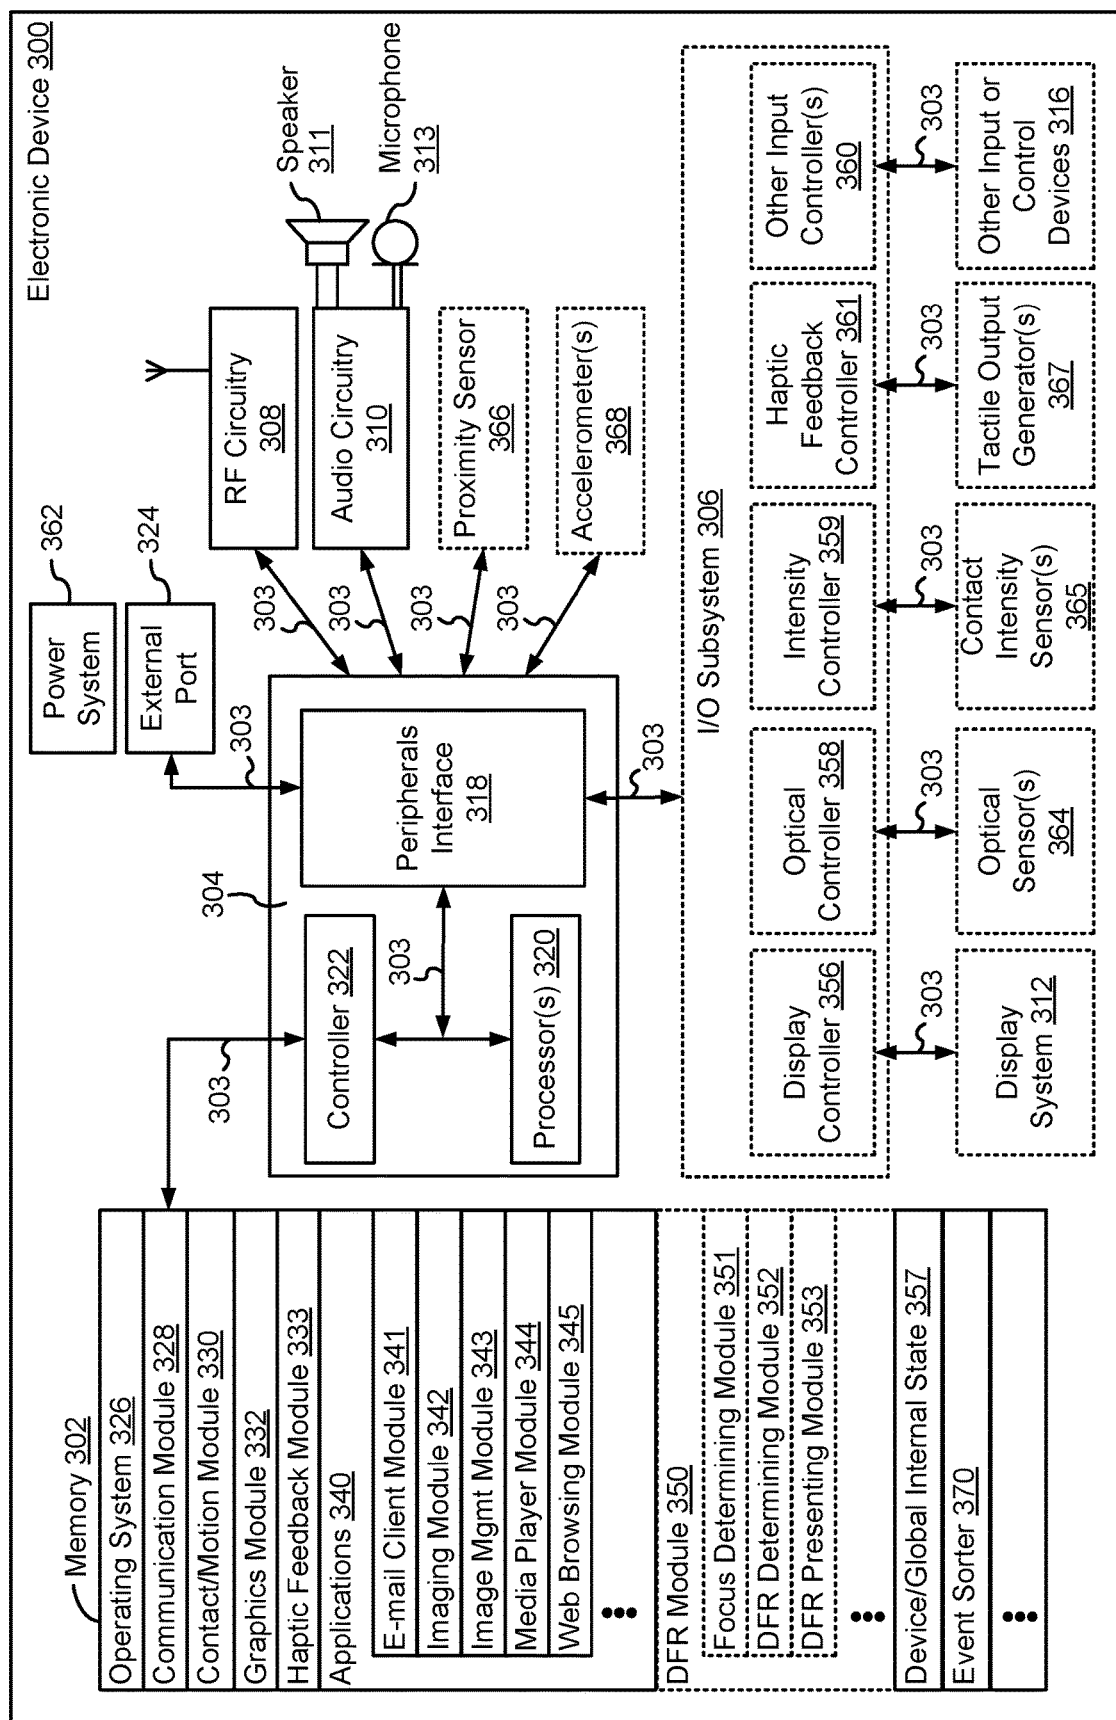 Electronic Device 300
Memory 302
Operating System 326
Communication Module 328
Contact/Motion Module 330
Graphics Module 332
Haptic Feedback Module 333
Applications 340
E-mail Client Module 341
Imaging Module 342
Image Mgmt Module 343
Media Player Module 344
Web Browsing Module 345
DFR Module 350
Focus Determining Module 351
DFR Determining Module 352
DFR Presenting Module 353
Device/Global Internal State 357
Event Sorter 370
303
304
Controller 322
Processor(s) 320
303
Peripherals
Interface
318
303
Power
System
362
External
Port
324
303
303
303
303
303
RF Circuitry
308
Audio Circuitry
310
Speaker
311
Microphone
313
Proximity Sensor
366
Accelerometer(s)
368
I/O Subsystem 306
Display
Controller 356
Optical
Controller 358
Intensity
Controller 359
Haptic
Feedback
Controller 361
Other Input
Controller(s)
360
303
303
303
303
303
Display
System 312
Optical
Sensor(s)
364
Contact
Intensity
Sensor(s)
365
Tactile Output
Generator(s)
367
Other Input or
Control
Devices 316